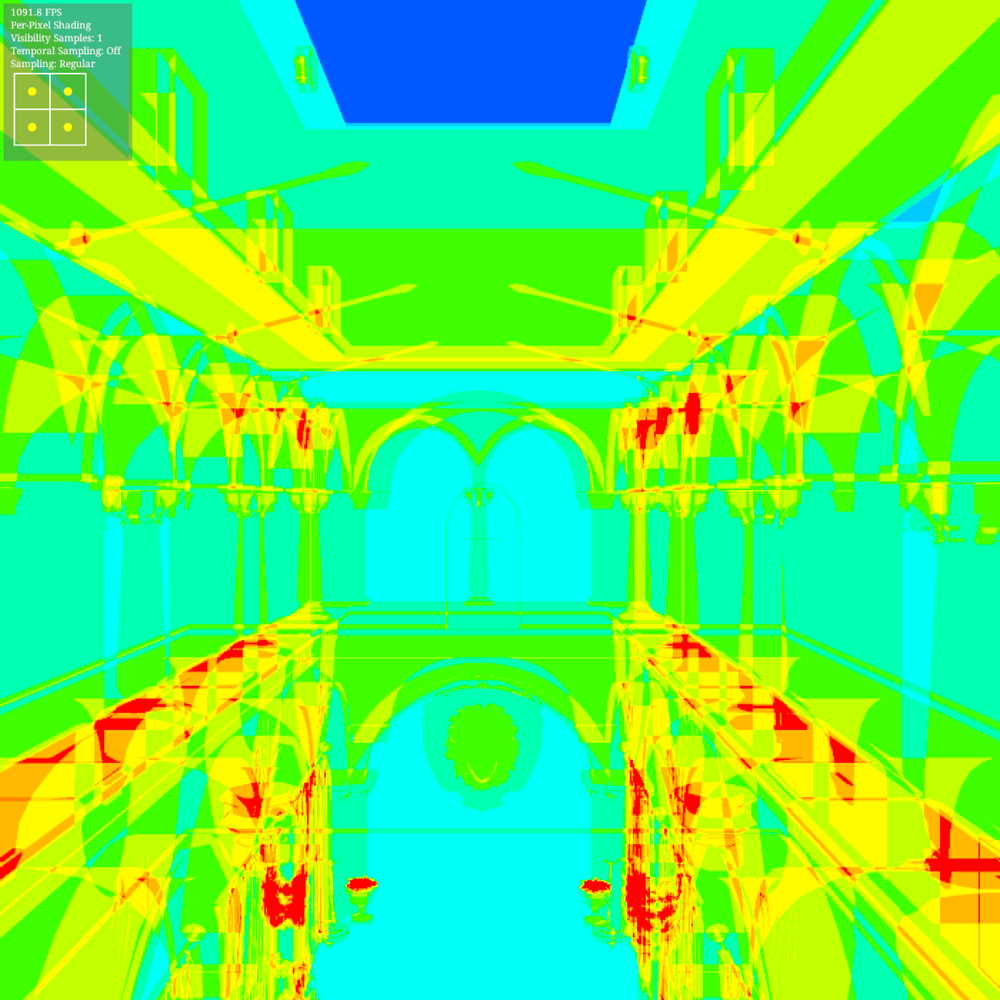 1091.8 FPS
Per-Pixel Shading
Visibility Samples: 1
Temporal Sampling: Off
Sampling: Regular